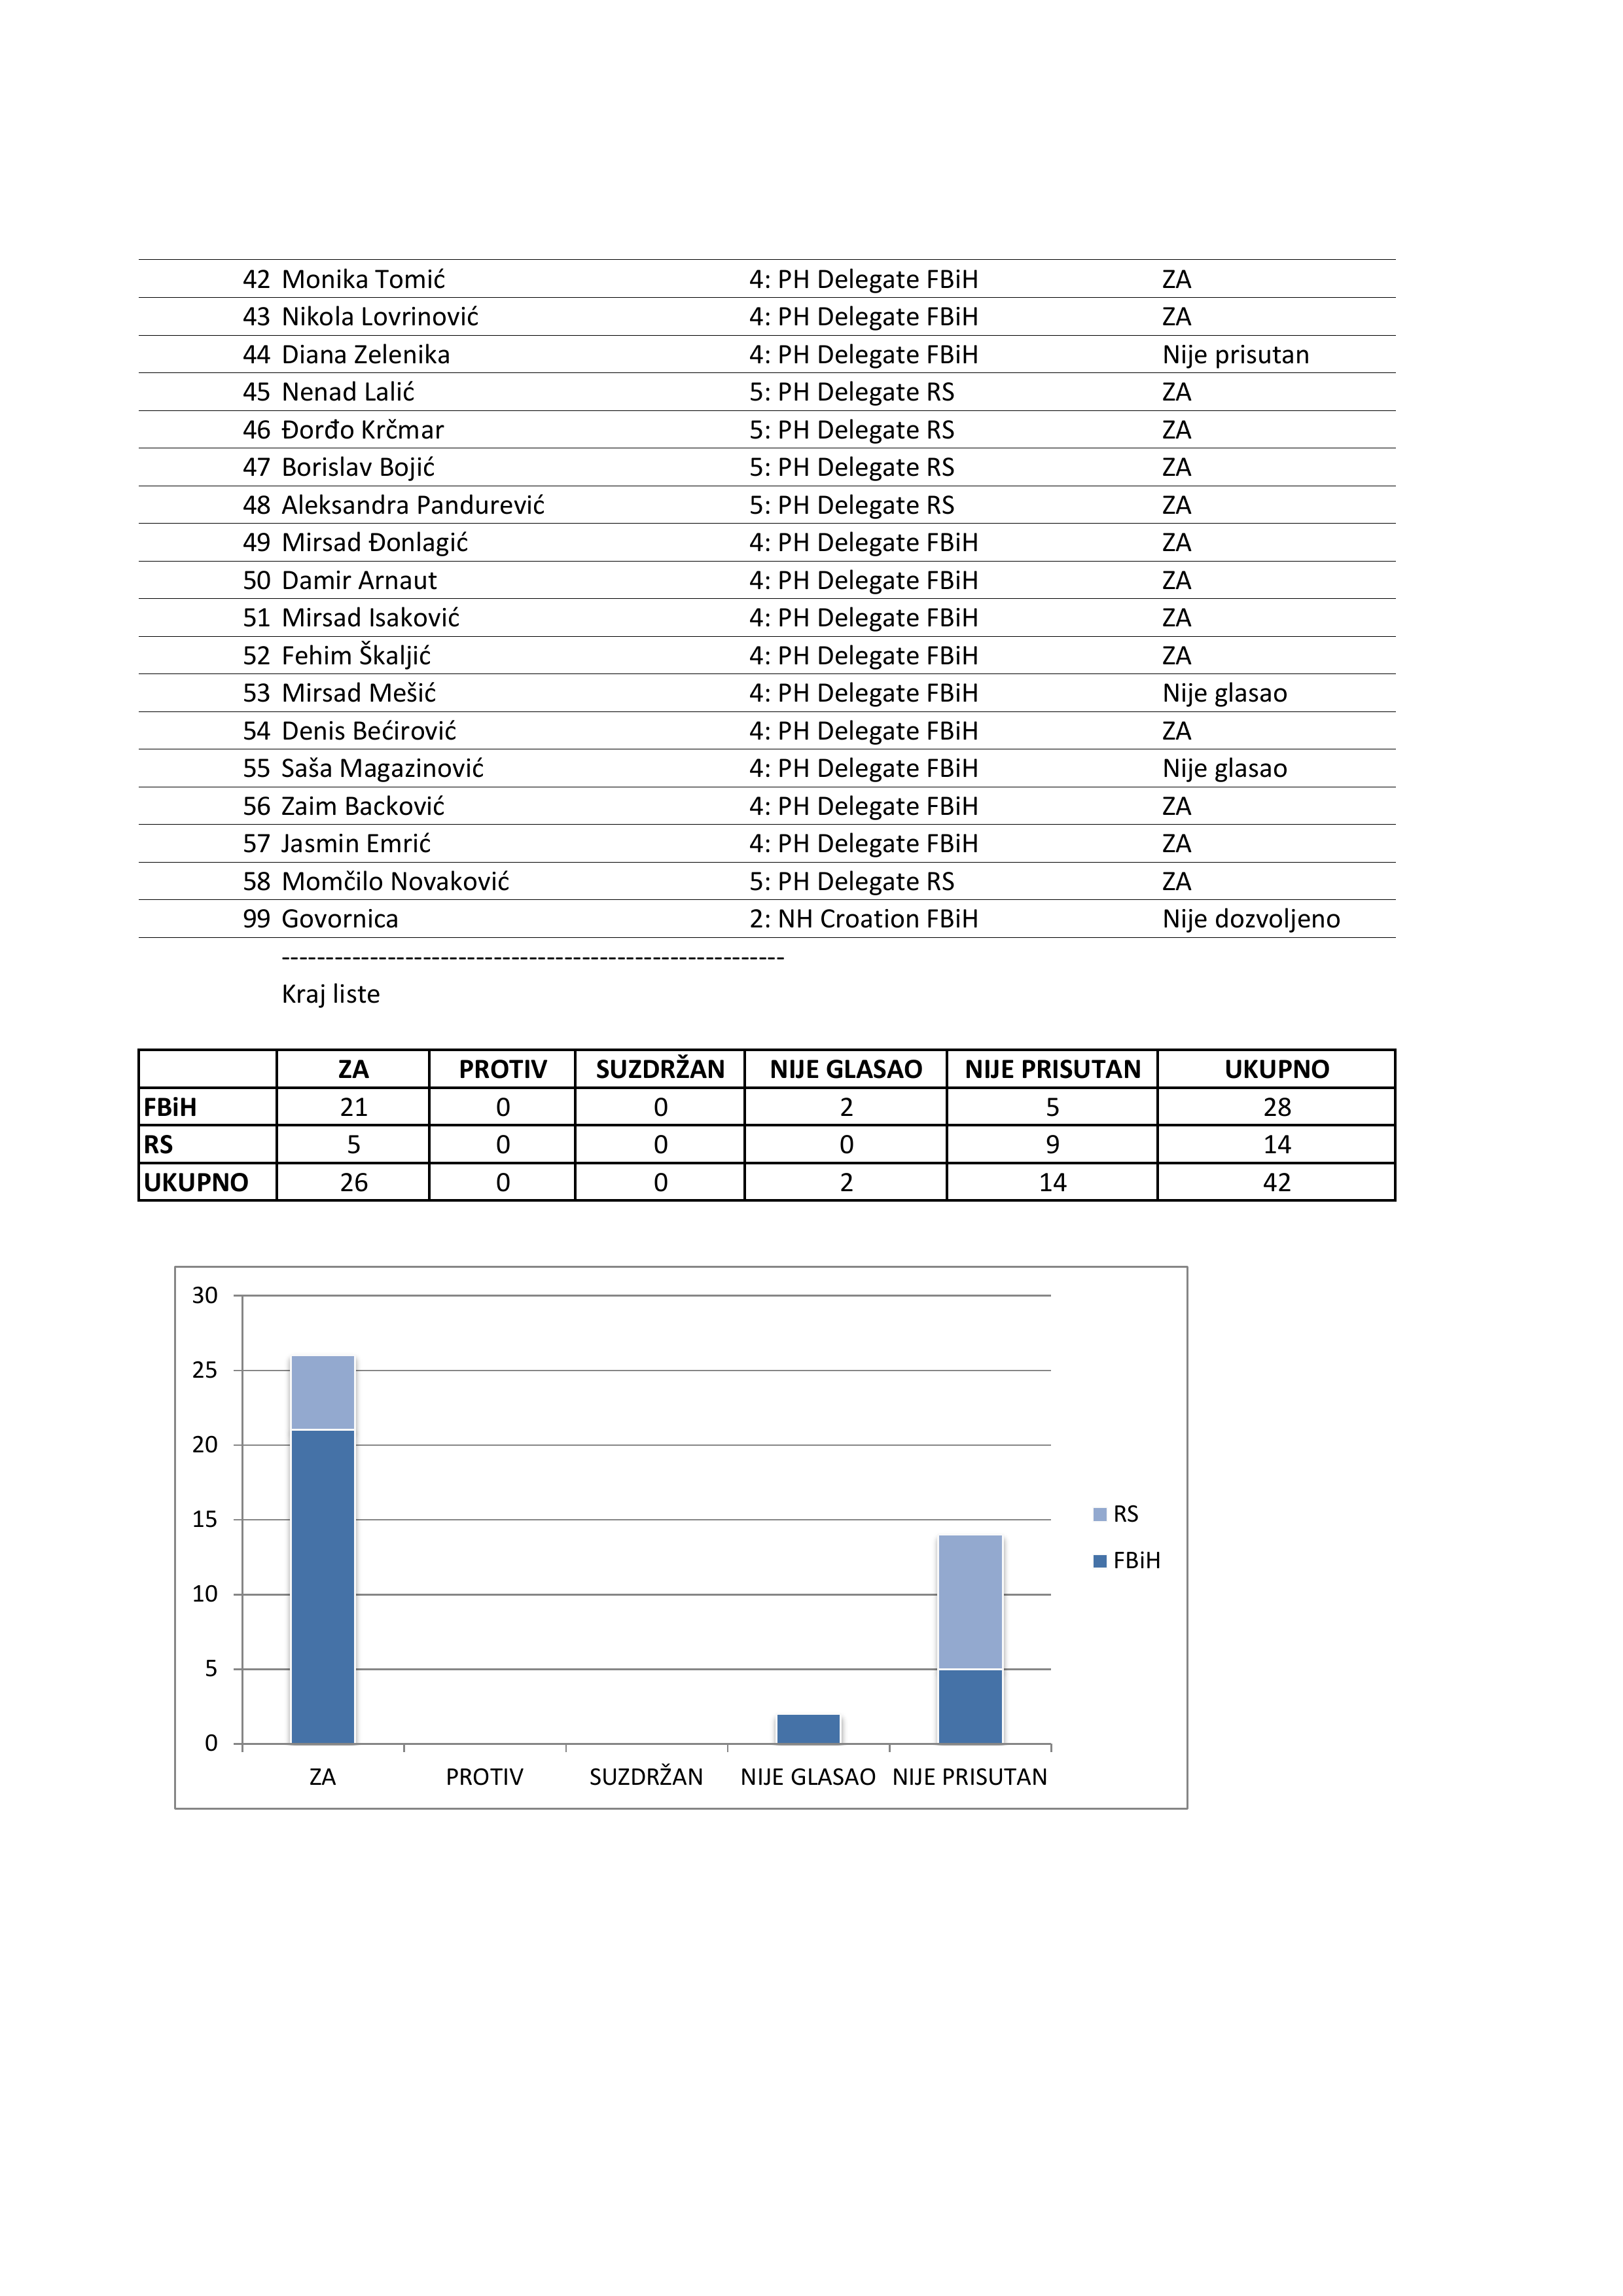 42 Monika Tomić 4: PH Delegate FBiH ZA
43 Nikola Lovrinović 4: PH Delegate FBiH ZA
44 Diana Zelenika 4: PH Delegate FBiH Nije prisutan
45 Nenad Lalić 5: PH Delegate RS ZA
46 Đorđo Krčmar 5: PH Delegate RS ZA
47 Borislav Bojić 5: PH Delegate RS ZA
48 Aleksandra Pandurević 5: PH Delegate RS ZA
49 Mirsad Đonlagić 4: PH Delegate FBiH ZA
50 Damir Arnaut 4: PH Delegate FBiH ZA
51 Mirsad Isaković 4: PH Delegate FBiH ZA
52 Fehim Škaljić 4: PH Delegate FBiH ZA
53 Mirsad Mešić 4: PH Delegate FBiH Nije glasao
54 Denis Bećirović 4: PH Delegate FBiH ZA
55 Saša Magazinović 4: PH Delegate FBiH Nije glasao
56 Zaim Backović 4: PH Delegate FBiH ZA
57 Jasmin Emrić 4: PH Delegate FBiH ZA
58 Momčilo Novaković 5: PH Delegate RS ZA
99 Govornica 2: NH Croation FBiH Nije dozvoljeno
---------------------------------------------------------
Kraj liste
ZA PROTIV SUZDRŽAN NIJE GLASAO NIJE PRISUTAN UKUPNO
FBiH 21 0 0 2 5 28
RS 5 0 0 0 9 14
UKUPNO 26 0 0 2 14 42
30
25
20
15
10
5
0
ZA PROTIV SUZDRŽAN NIJE GLASAO NIJE PRISUTAN
RS
FBiH